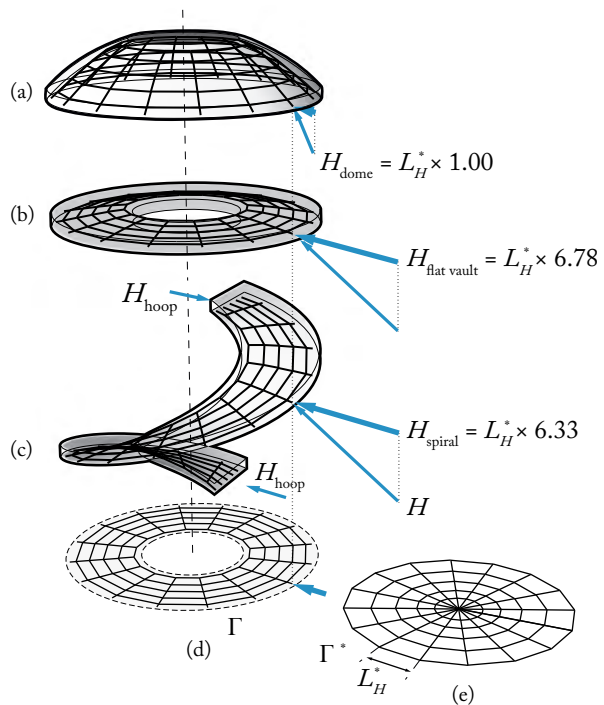 (a)
H_dome = L*_H × 1.00
(b)
H_flat vault = L*_H × 6.78
H_hoop
H_spiral = L*_H × 6.33
(c)
H_hoop
H
Γ
Γ*
(d)
L*_H
(e)